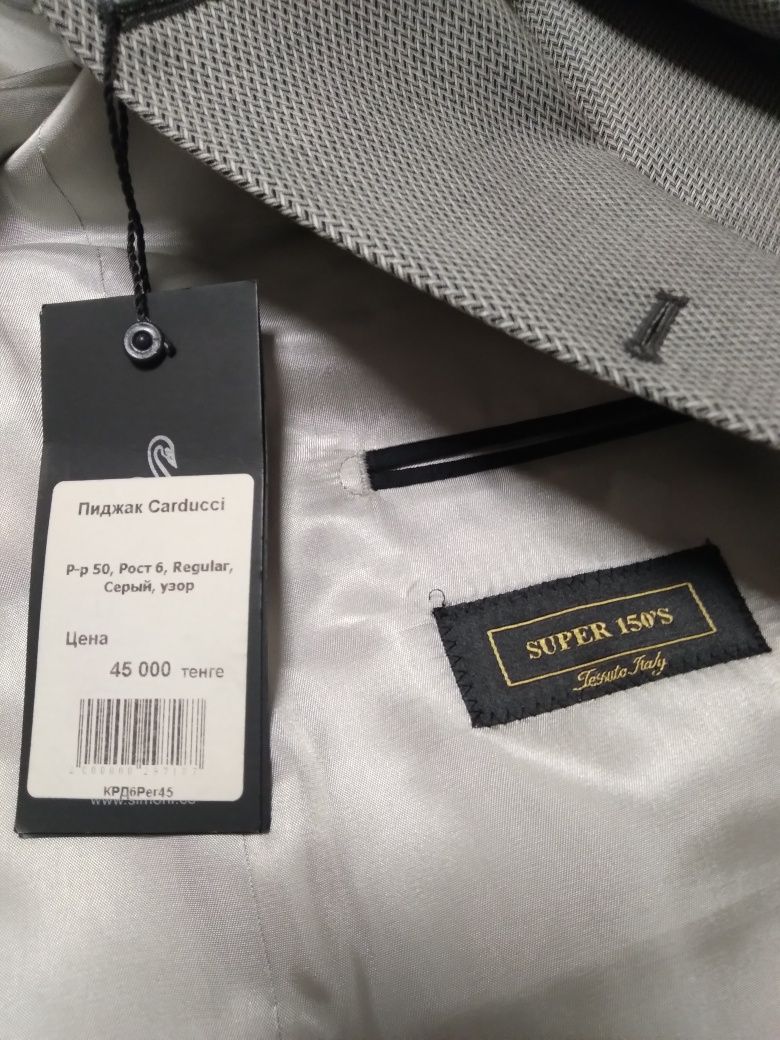 Пиджак Carducci
Р-р 50, Рост 6, Regular,
Серый, узор
Цена
45 000 тенге
КРД6Рег45
SUPER 150'S
Tessuto Italy